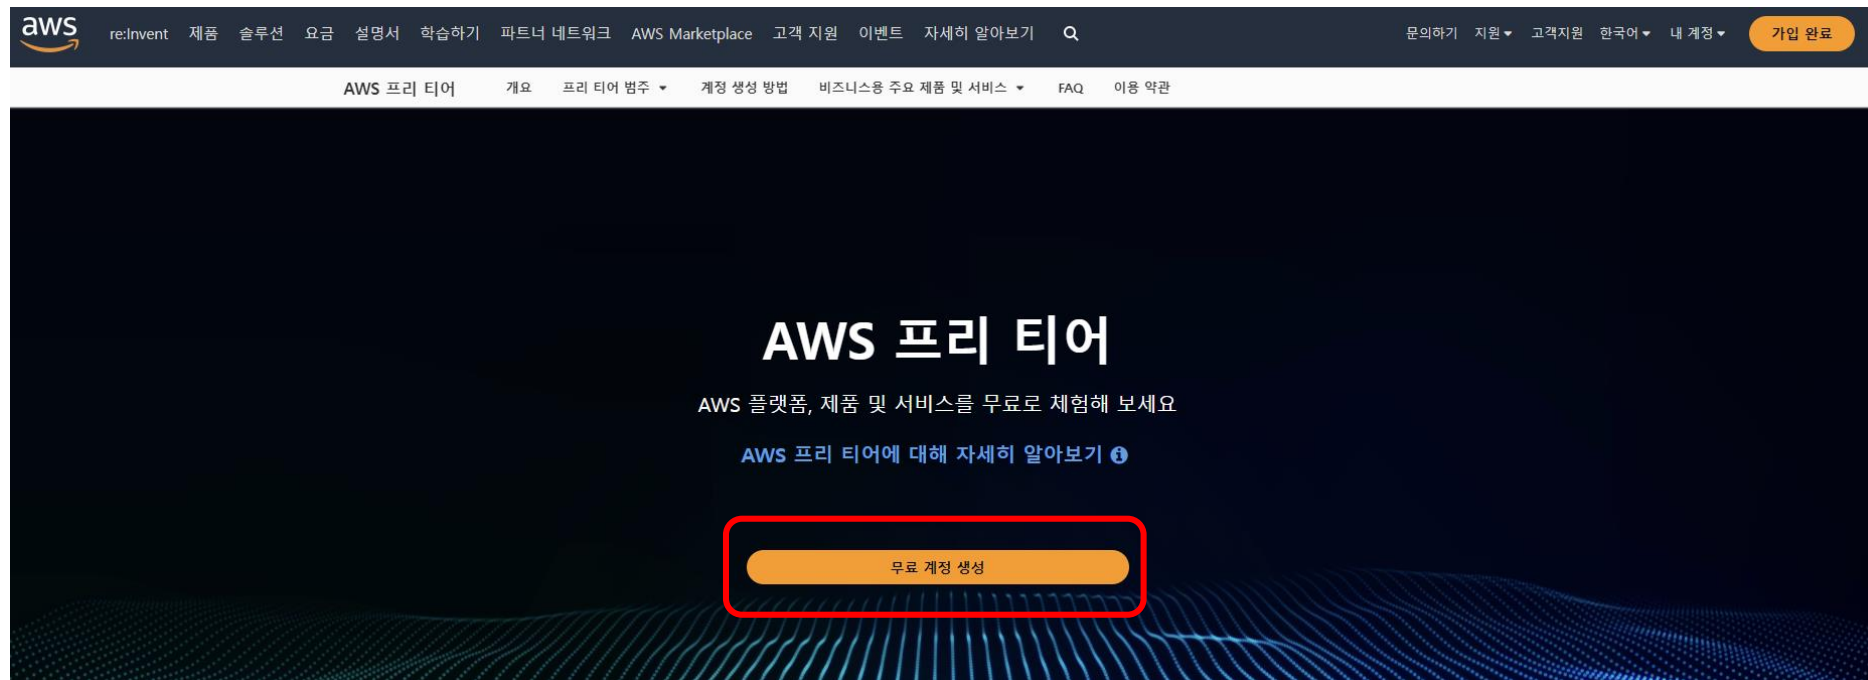 aws re:Invent 제품 솔루션 요금 설명서 학습하기 파트너 네트워크 AWS Marketplace 고객 지원 이벤트 자세히 알아보기 문의하기 지원 고객지원 한국어 내 계정 가입 완료
AWS 프리 티어 개요 프리 티어 범주 계정 생성 방법 비즈니스용 주요 제품 및 서비스 FAQ 이용 약관
AWS 프리 티어
AWS 플랫폼, 제품 및 서비스를 무료로 체험해 보세요
AWS 프리 티어에 대해 자세히 알아보기
무료 계정 생성